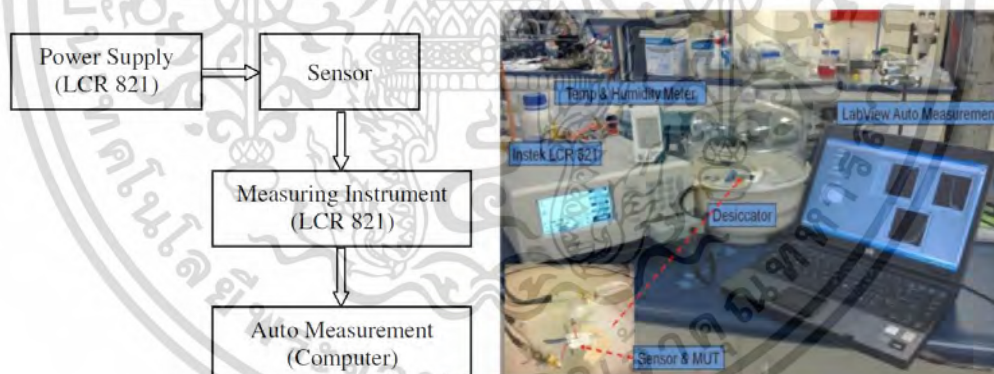 Power Supply
(LCR 821)
Sensor
Measuring Instrument
(LCR 821)
Auto Measurement
(Computer)
Temp & Humidity Meter
LabView Auto Measurement
Instek LCR 821
Desiccator
Sensor & MUT